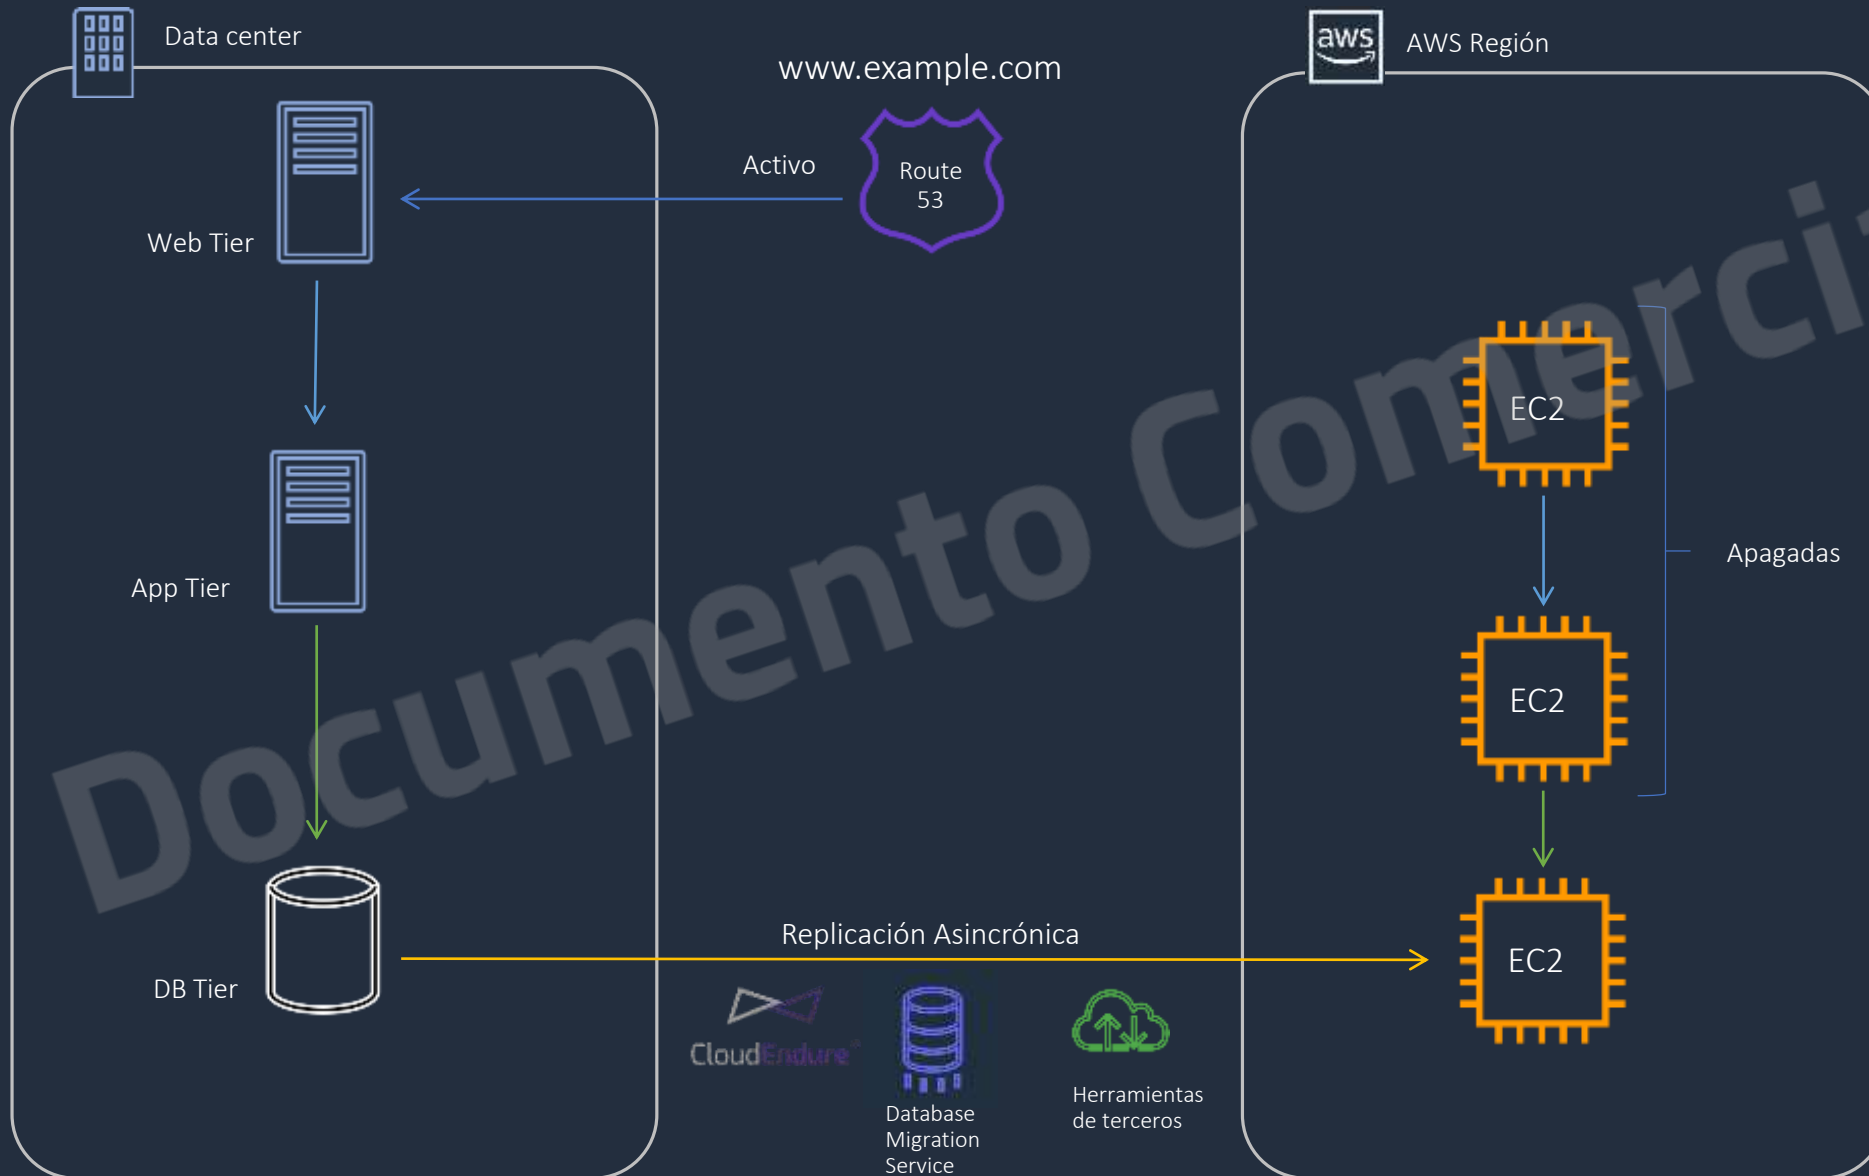 Data center
aws
AWS Región
www.example.com
Activo
Route
53
Web Tier
EC2
Apagadas
App Tier
EC2
Replicación Asincrónica
EC2
DB Tier
CloudEndure
Herramientas
de terceros
Database
Migration
Service
Documento